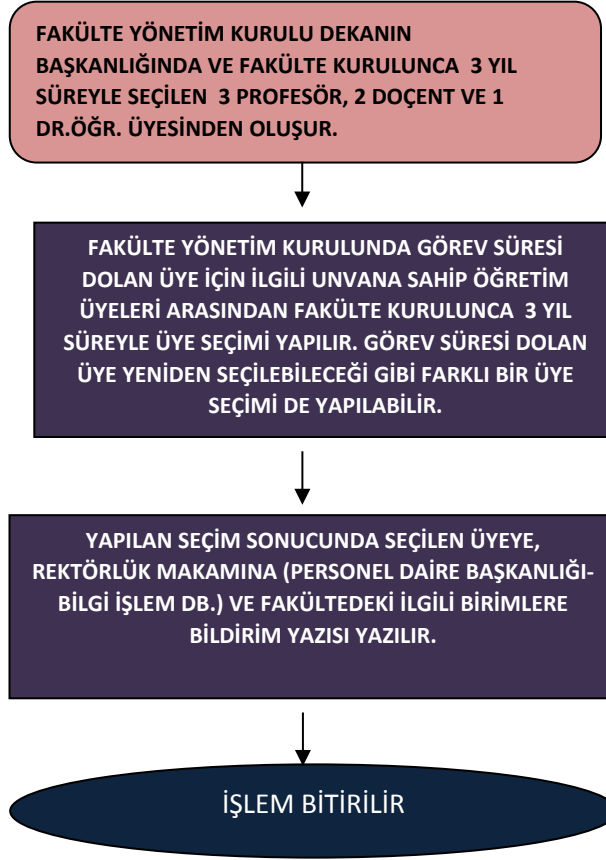 FAKÜLTE YÖNETİM KURULU DEKANIN
BAŞKANLIĞINDA VE FAKÜLTE KURULUNCA 3 YIL
SÜREYLE SEÇİLEN 3 PROFESÖR, 2 DOÇENT VE 1
DR.ÖĞR. ÜYESİNDEN OLUŞUR.
FAKÜLTE YÖNETİM KURULUNDA GÖREV SÜRESİ
DOLAN ÜYE İÇİN İLGİLİ UNVANA SAHİP ÖĞRETİM
ÜYELERİ ARASINDAN FAKÜLTE KURULUNCA 3 YIL
SÜREYLE ÜYE SEÇİMİ YAPILIR. GÖREV SÜRESİ DOLAN
ÜYE YENİDEN SEÇİLEBİLECEĞİ GİBİ FARKLI BİR ÜYE
SEÇİMİ DE YAPILABİLİR.
YAPILAN SEÇİM SONUCUNDA SEÇİLEN ÜYEYE,
REKTÖRLÜK MAKAMINA (PERSONEL DAİRE BAŞKANLIĞI-
BİLGİ İŞLEM DB.) VE FAKÜLTEDEKİ İLGİLİ BİRİMLERE
BİLDİRİM YAZISI YAZILIR.
İŞLEM BİTİRİLİR